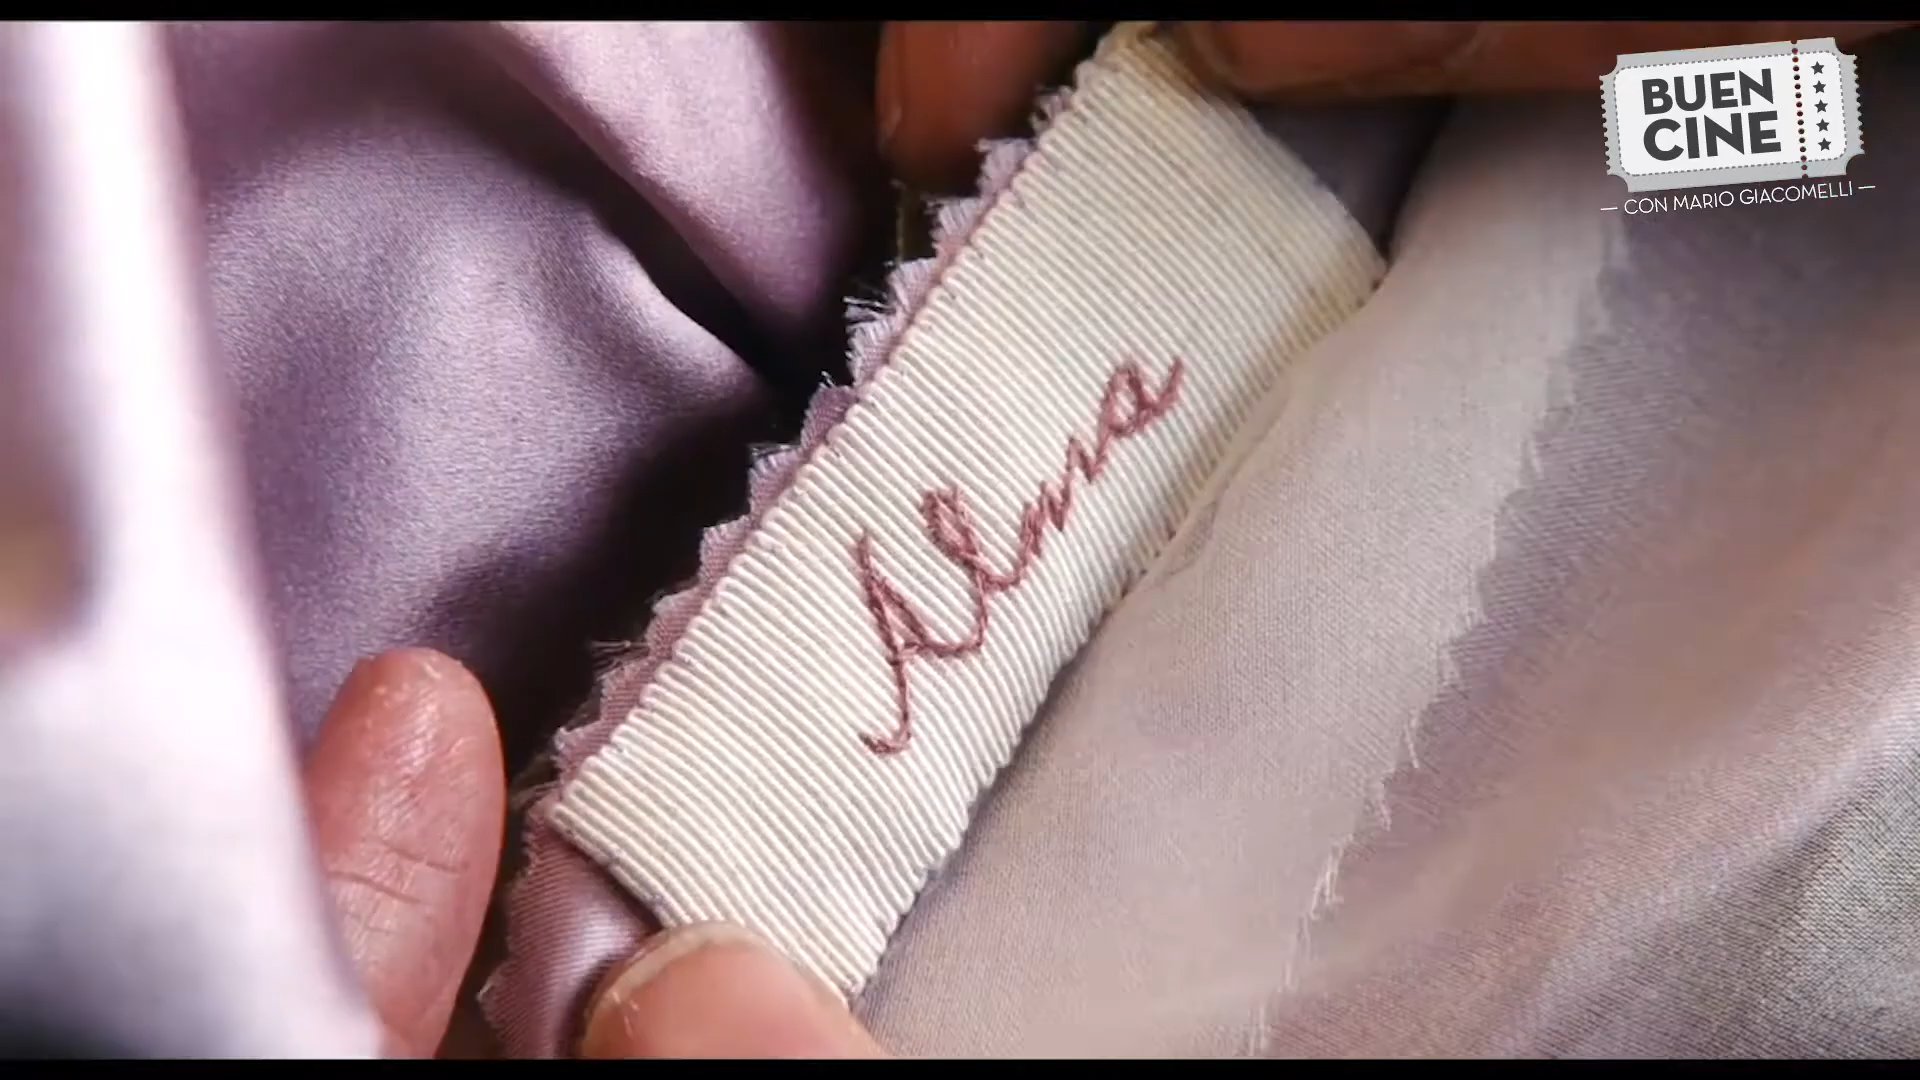 BUEN
CINE
— CON MARIO GIACOMELLI —
Alma